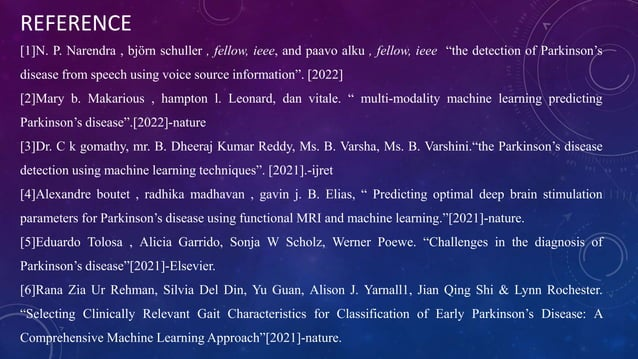 REFERENCE
[1]N. P. Narendra , björn schuller , fellow, ieee, and paavo alku , fellow, ieee “the detection of Parkinson’s
disease from speech using voice source information”. [2022]
[2]Mary b. Makarious , hampton l. Leonard, dan vitale. “ multi-modality machine learning predicting
Parkinson’s disease”.[2022]-nature
[3]Dr. C k gomathy, mr. B. Dheeraj Kumar Reddy, Ms. B. Varsha, Ms. B. Varshini.“the Parkinson’s disease
detection using machine learning techniques”. [2021].-ijret
[4]Alexandre boutet , radhika madhavan , gavin j. B. Elias, “ Predicting optimal deep brain stimulation
parameters for Parkinson’s disease using functional MRI and machine learning.”[2021]-nature.
[5]Eduardo Tolosa , Alicia Garrido, Sonja W Scholz, Werner Poewe. “Challenges in the diagnosis of
Parkinson’s disease”[2021]-Elsevier.
[6]Rana Zia Ur Rehman, Silvia Del Din, Yu Guan, Alison J. Yarnall1, Jian Qing Shi & Lynn Rochester.
“Selecting Clinically Relevant Gait Characteristics for Classification of Early Parkinson’s Disease: A
Comprehensive Machine Learning Approach”[2021]-nature.